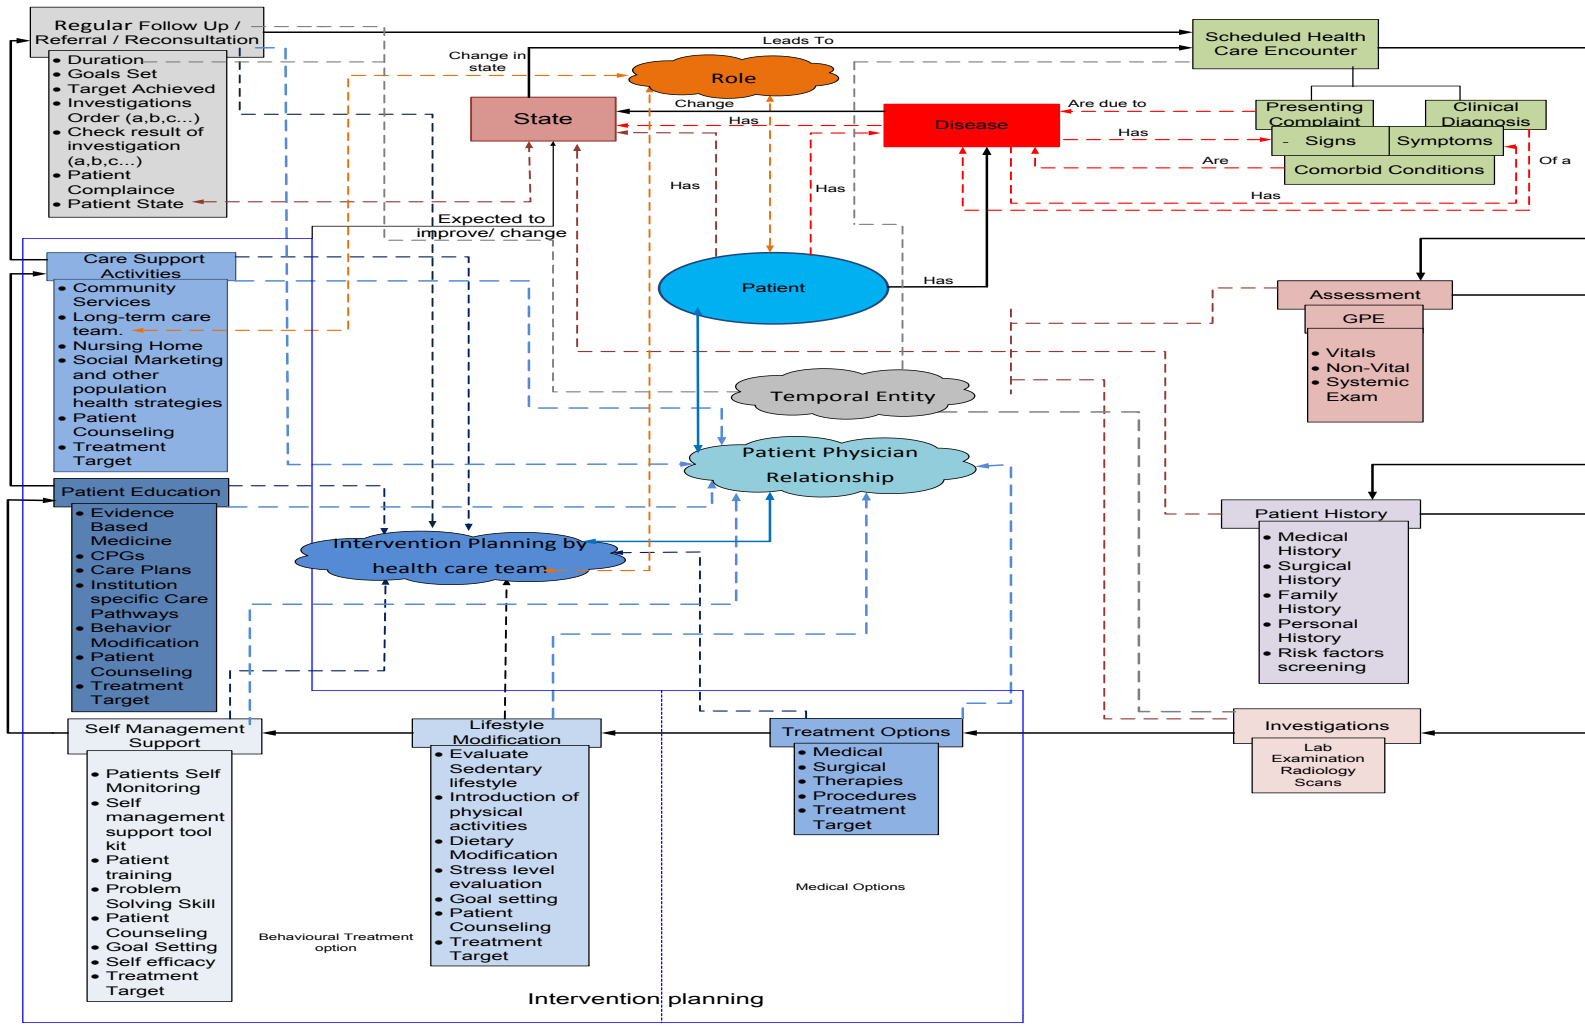 Regular Follow Up /
Referral / Reconsultation
• Duration
• Goals Set
• Target Achieved
• Investigations
Order (a,b,c...)
• Check result of
investigation
(a,b,c...)
• Patient
Complaince
• Patient State
Change in
state
Leads To
Role
State
Change
Has
Disease
Are due to
Has
Are
Scheduled Health
Care Encounter
Presenting
Complaint
Clinical
Diagnosis
- Signs
Symptoms
Comorbid Conditions
Of a
Has
Has
Has
Expected to
improve/ change
Patient
Has
Care Support
Activities
• Community
Services
• Long-term care
team.
• Nursing Home
• Social Marketing
and other
population
health strategies
• Patient
Counseling
• Treatment
Target
Assessment
GPE
• Vitals
• Non-Vital
• Systemic
Exam
Temporal Entity
Patient Physician
Relationship
Patient Education
• Evidence
Based
Medicine
• CPGs
• Care Plans
• Institution
specific Care
Pathways
• Behavior
Modification
• Patient
Counseling
• Treatment
Target
Intervention Planning by
health care team
Patient History
• Medical
History
• Surgical
History
• Family
History
• Personal
History
• Risk factors
screening
Self Management
Support
• Patients Self
Monitoring
• Self
management
support tool
kit
• Patient
training
• Problem
Solving Skill
• Patient
Counseling
• Goal Setting
• Self efficacy
• Treatment
Target
Behavioural Treatment
option
Lifestyle
Modification
• Evaluate
Sedentary
lifestyle
• Introduction of
physical
activities
• Dietary
Modification
• Stress level
evaluation
• Goal setting
• Patient
Counseling
• Treatment
Target
Treatment Options
• Medical
• Surgical
• Therapies
• Procedures
• Treatment
Target
Medical Options
Investigations
Lab
Examination
Radiology
Scans
Intervention planning